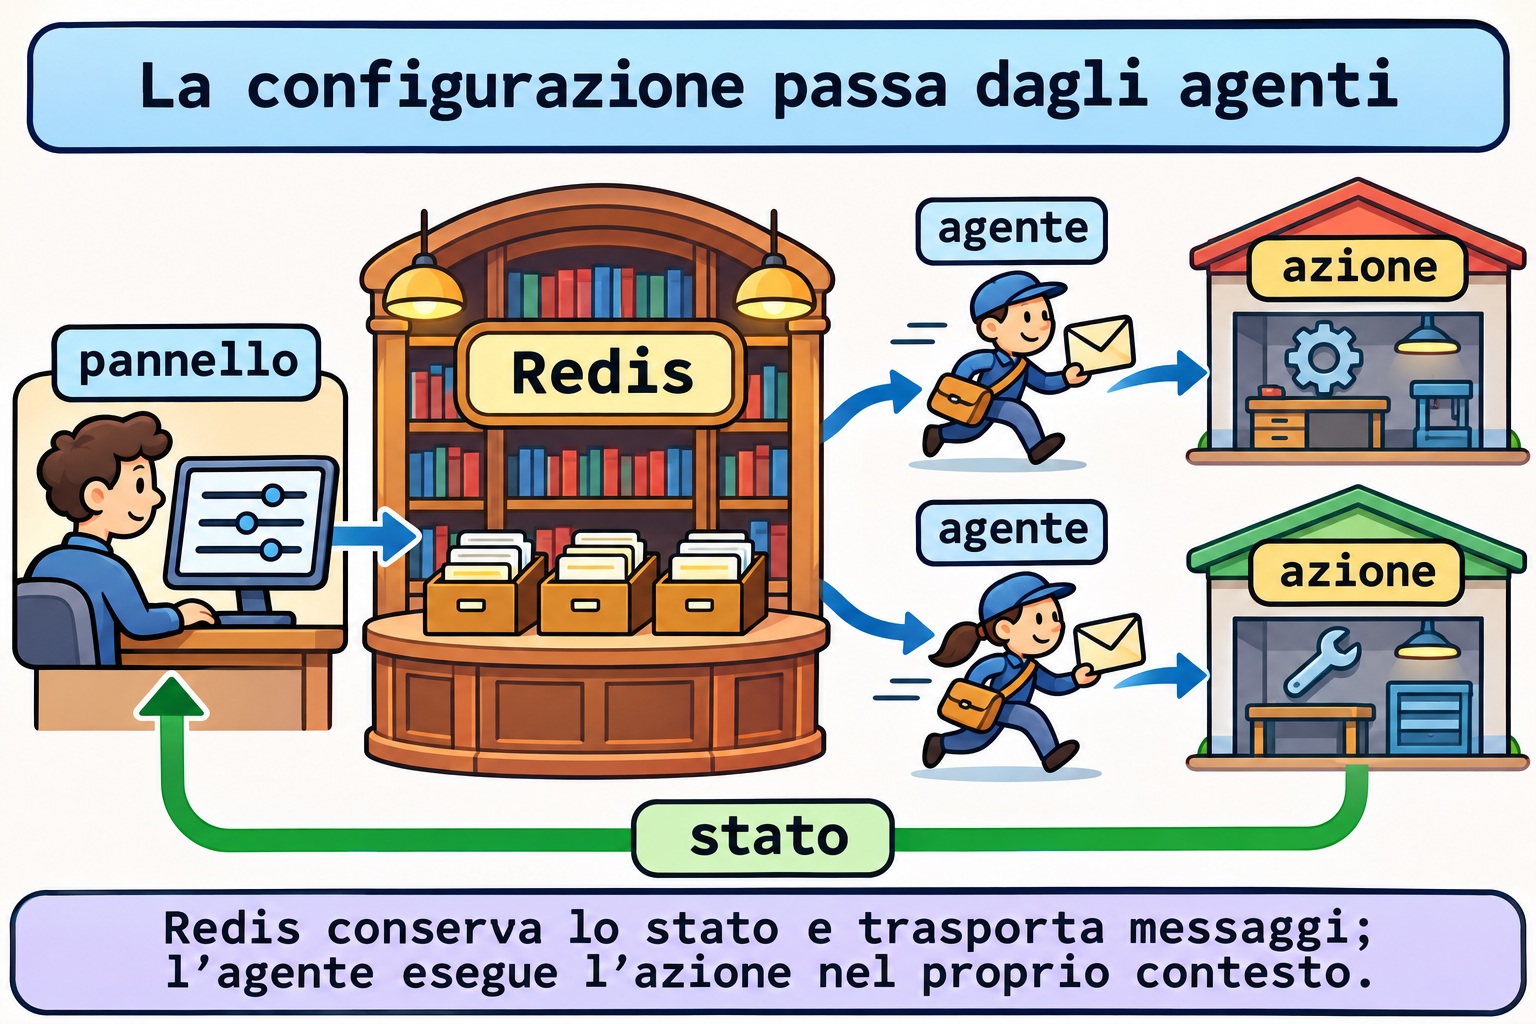 La configurazione passa dagli agenti
pannello
Redis
agente
azione
agente
azione
stato
Redis conserva lo stato e trasporta messaggi;
l’agente esegue l’azione nel proprio contesto.